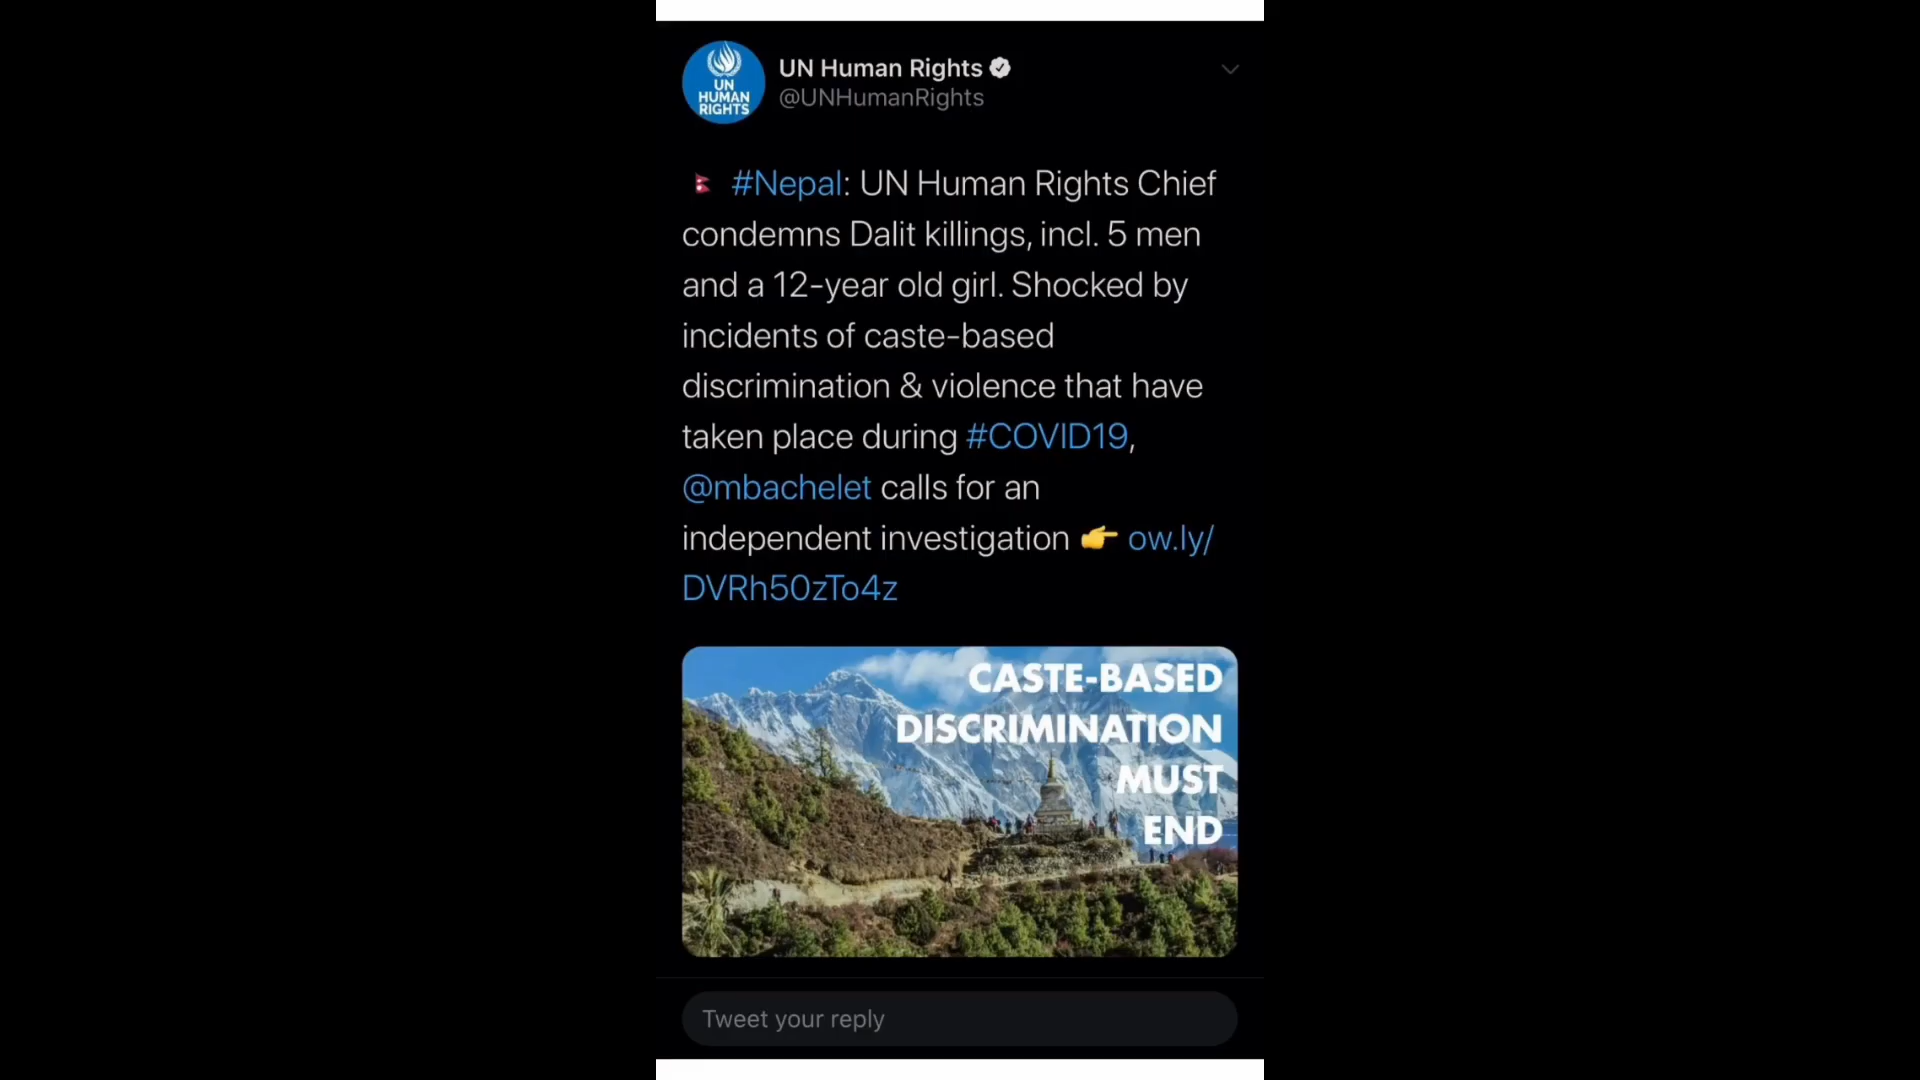 UN HUMAN RIGHTS
UN Human Rights
@UNHumanRights
🇳🇵 #Nepal: UN Human Rights Chief
condemns Dalit killings, incl. 5 men
and a 12-year old girl. Shocked by
incidents of caste-based
discrimination & violence that have
taken place during #COVID19,
@mbachelet calls for an
independent investigation 👉 ow.ly/
DVRh50zTo4z
CASTE-BASED
DISCRIMINATION
MUST
END
Tweet your reply